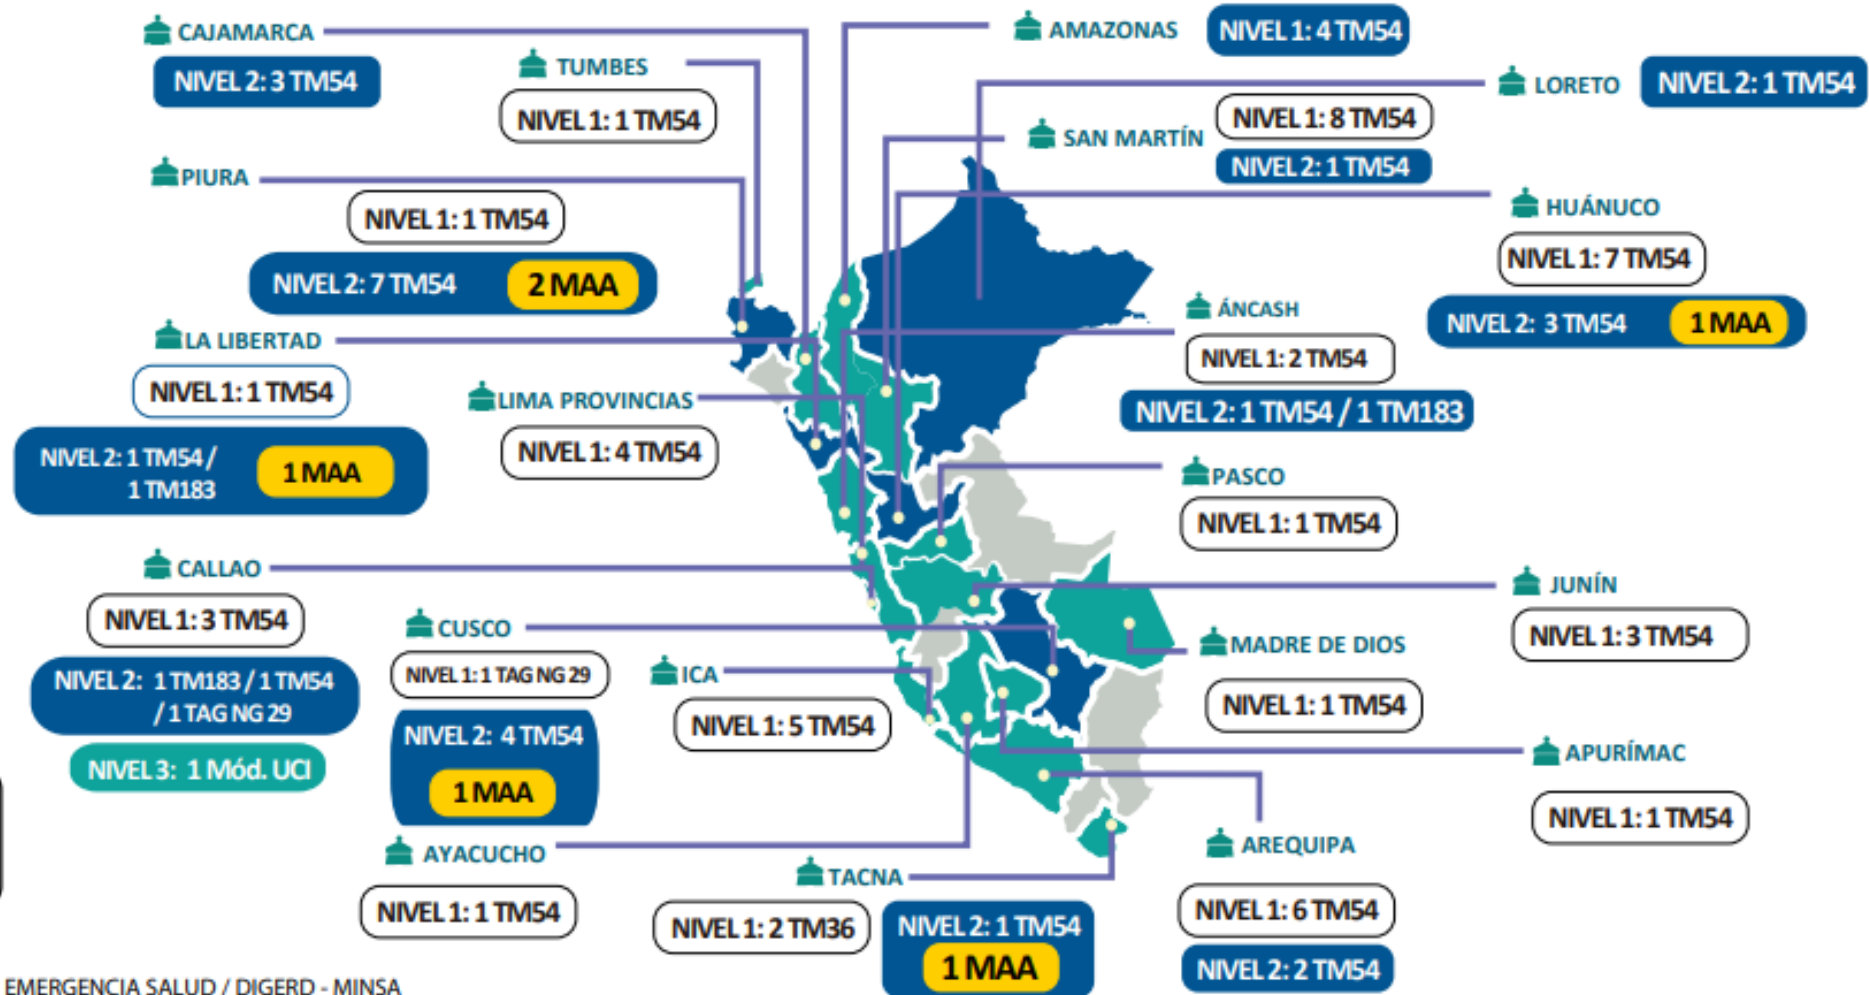 CAJAMARCA
NIVEL 2: 3 TM54
TUMBES
NIVEL 1: 1 TM54
PIURA
NIVEL 1: 1 TM54
NIVEL 2: 7 TM54
2 MAA
LA LIBERTAD
NIVEL 1: 1 TM54
NIVEL 2: 1 TM54 /
1 TM183
1 MAA
LIMA PROVINCIAS
NIVEL 1: 4 TM54
CALLAO
NIVEL 1: 3 TM54
NIVEL 2: 1 TM183 / 1 TM54
/ 1 TAG NG 29
NIVEL 3: 1 Mód. UCI
CUSCO
NIVEL 1: 1 TAG NG 29
NIVEL 2: 4 TM54
1 MAA
ICA
NIVEL 1: 5 TM54
AYACUCHO
NIVEL 1: 1 TM54
TACNA
NIVEL 1: 2 TM36
NIVEL 2: 1 TM54
1 MAA
AMAZONAS
NIVEL 1: 4 TM54
LORETO
NIVEL 2: 1 TM54
SAN MARTÍN
NIVEL 1: 8 TM54
NIVEL 2: 1 TM54
HUÁNUCO
NIVEL 1: 7 TM54
NIVEL 2: 3 TM54
1 MAA
ÁNCASH
NIVEL 1: 2 TM54
NIVEL 2: 1 TM54 / 1 TM183
PASCO
NIVEL 1: 1 TM54
JUNÍN
NIVEL 1: 3 TM54
MADRE DE DIOS
NIVEL 1: 1 TM54
APURÍMAC
NIVEL 1: 1 TM54
AREQUIPA
NIVEL 1: 6 TM54
NIVEL 2: 2 TM54
EMERGENCIA SALUD / DIGERD - MINSA